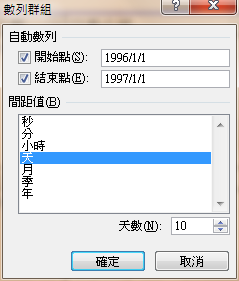 數列群組
自動數列
開始點(S): 1996/1/1
結束點(E): 1997/1/1
間距值(B)
秒
分
小時
天
月
季
年
天數(N): 10
確定 取消